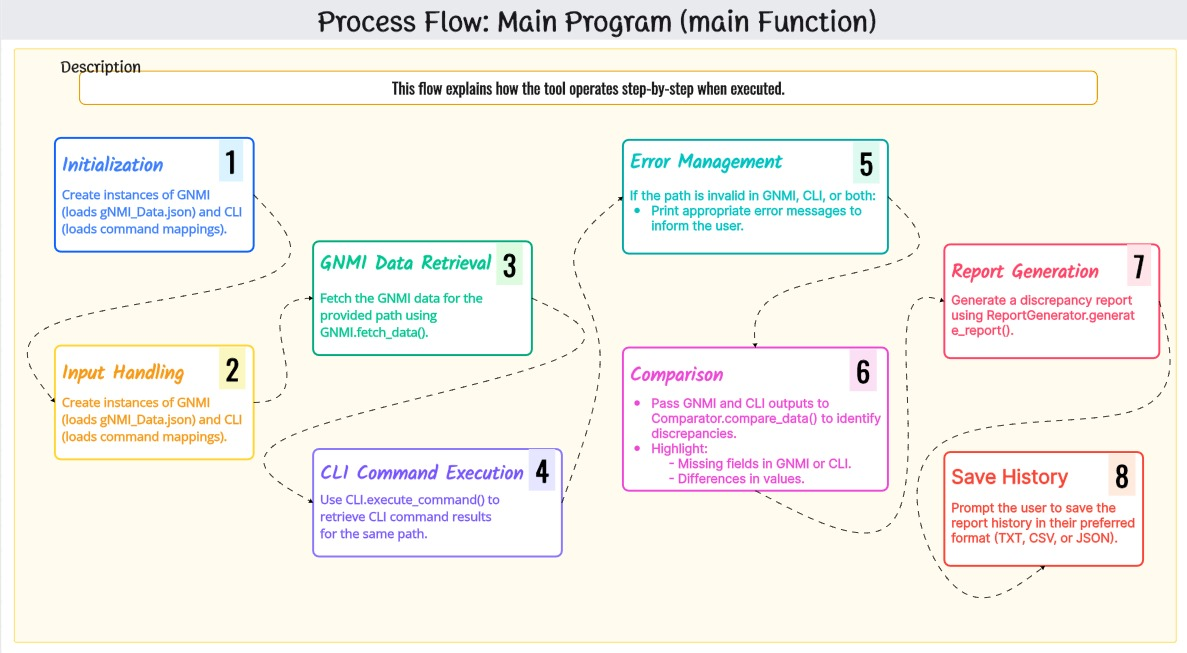 Process Flow: Main Program (main Function)
Description
This flow explains how the tool operates step-by-step when executed.
Initialization
1
Create instances of GNMI
(loads gNMI_Data.json) and CLI
(loads command mappings).
Input Handling
2
Create instances of GNMI
(loads gNMI_Data.json) and CLI
(loads command mappings).
GNMI Data Retrieval
3
Fetch the GNMI data for the
provided path using
GNMI.fetch_data().
CLI Command Execution
4
Use CLI.execute_command() to
retrieve CLI command results
for the same path.
Error Management
5
If the path is invalid in GNMI, CLI, or both:
• Print appropriate error messages to
inform the user.
Comparison
6
• Pass GNMI and CLI outputs to
Comparator.compare_data() to identify
discrepancies.
• Highlight:
- Missing fields in GNMI or CLI.
- Differences in values.
Report Generation
7
Generate a discrepancy report
using ReportGenerator.generat
e_report().
Save History
8
Prompt the user to save the
report history in their preferred
format (TXT, CSV, or JSON).